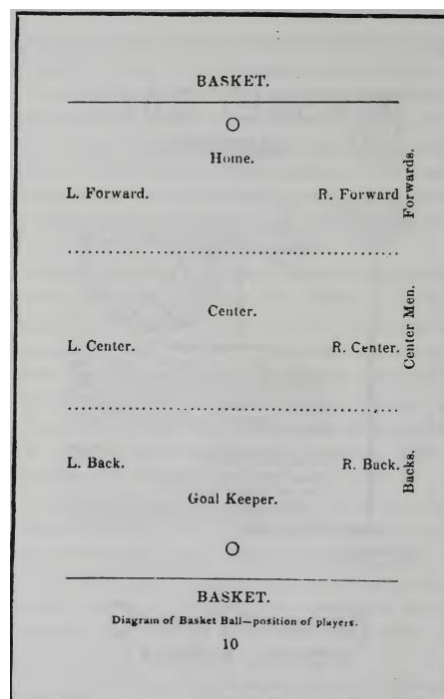 BASKET.
O
Home.
L. Forward. R. Forward
Forwards.
Center.
L. Center. R. Center.
Center Men.
L. Back. R. Back.
Backs.
Goal Keeper.
O
BASKET.
Diagram of Basket Ball—position of players.
10